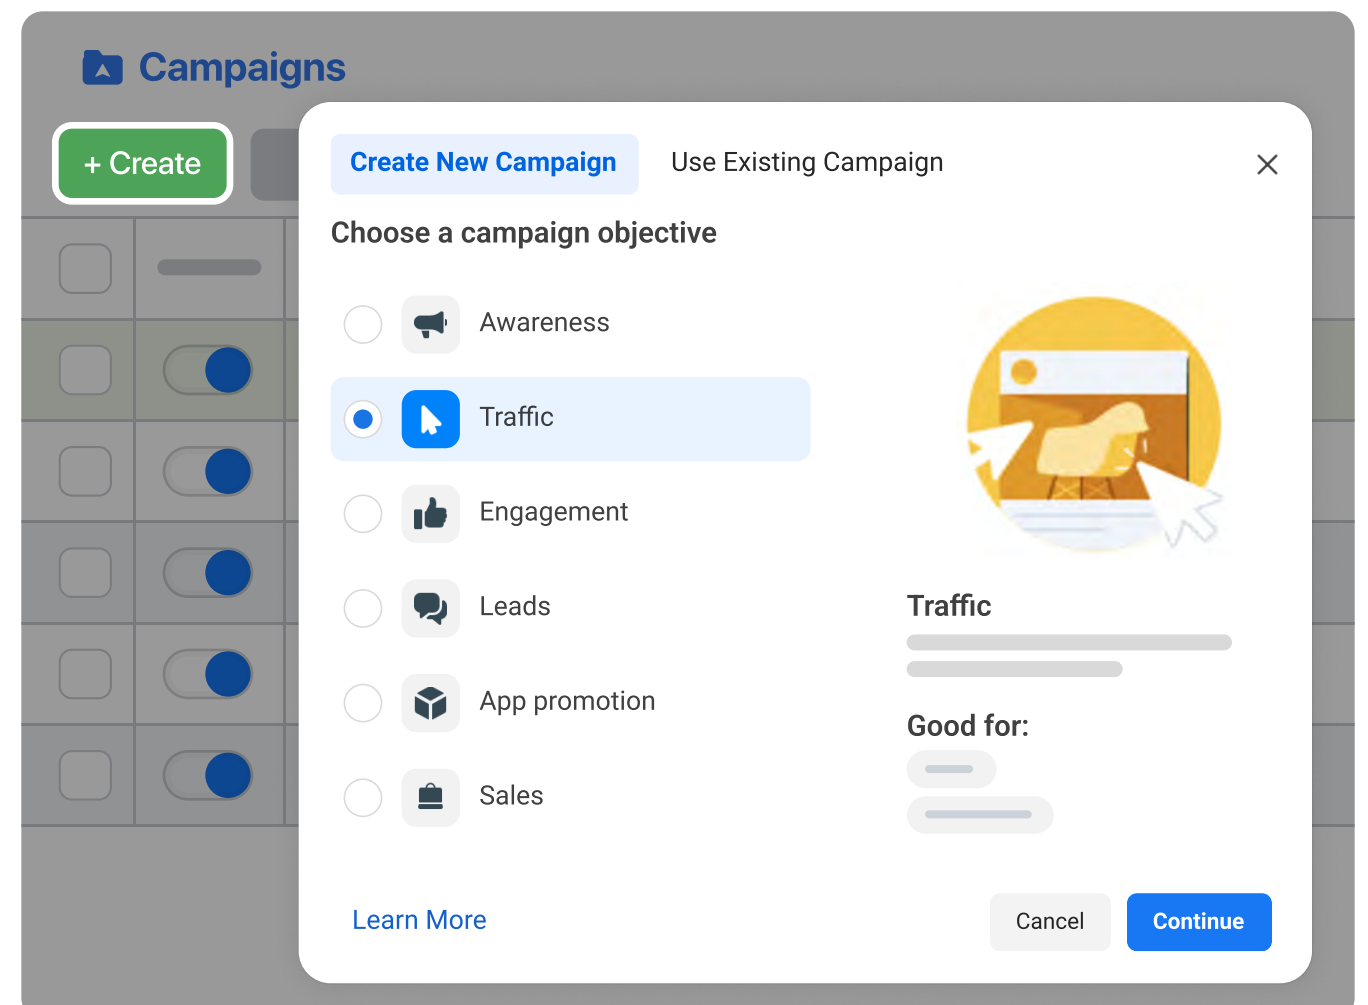 Campaigns
+ Create
Create New Campaign
Use Existing Campaign
Choose a campaign objective
Awareness
Traffic
Engagement
Leads
App promotion
Sales
Traffic
Good for:
Learn More
Cancel
Continue